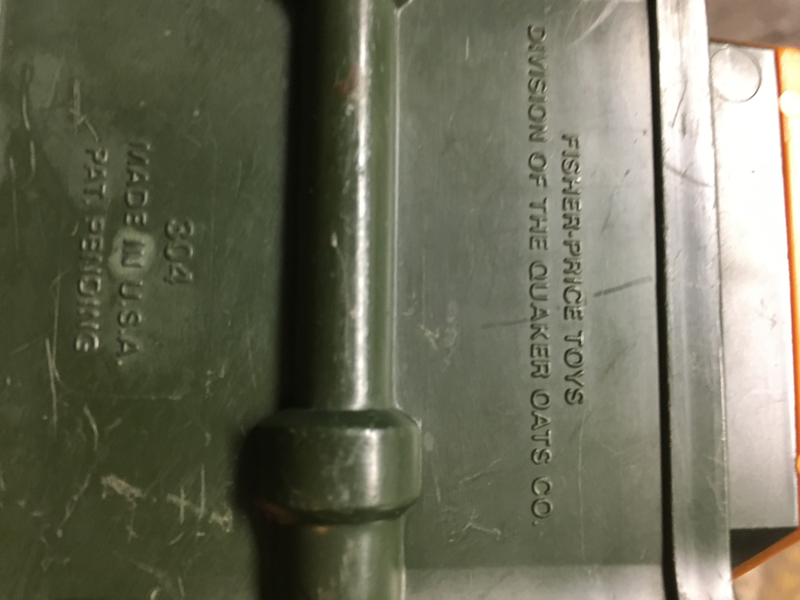 FISHER-PRICE TOYS
DIVISION OF THE QUAKER OATS CO.
304
MADE IN U.S.A.
PAT. PENDING